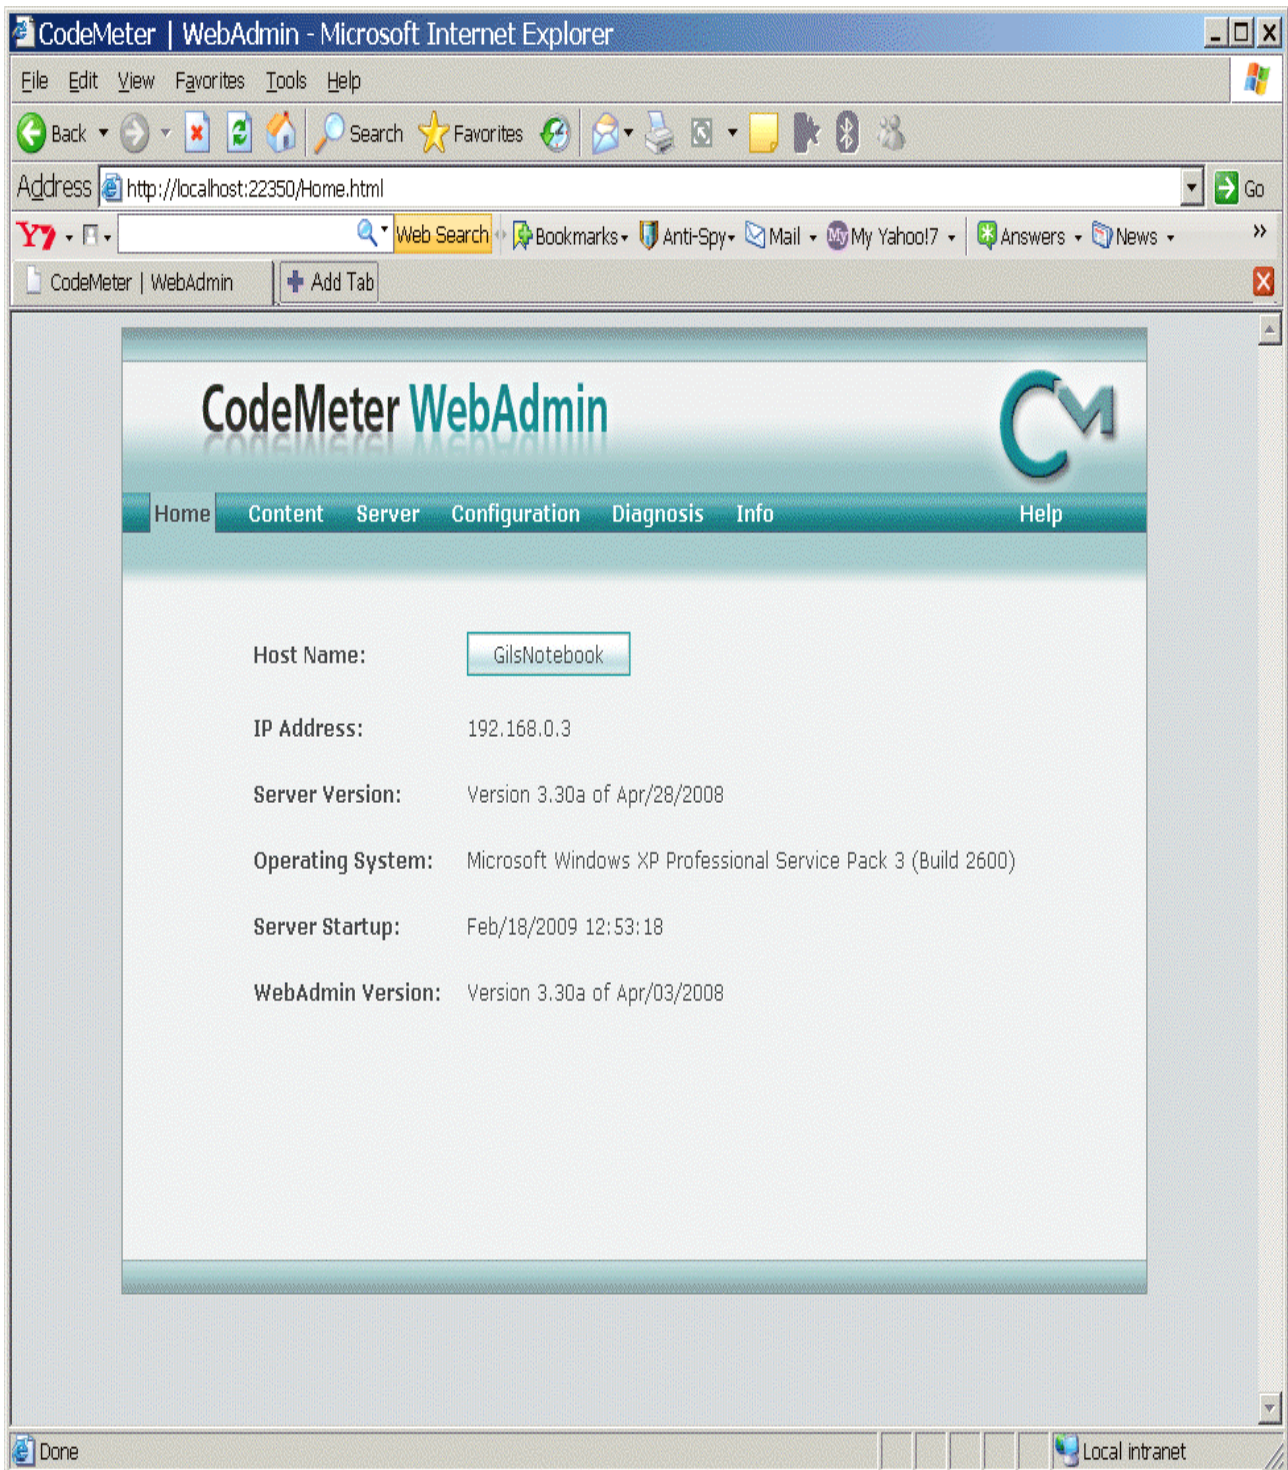 CodeMeter | WebAdmin - Microsoft Internet Explorer
File Edit View Favorites Tools Help
Back Search Favorites
Address http://localhost:22350/Home.html Go
Y7 Web Search Bookmarks Anti-Spy Mail My My Yahoo!7 Answers News »
CodeMeter | WebAdmin Add Tab
CodeMeter WebAdmin CM
Home Content Server Configuration Diagnosis Info Help
Host Name: GilsNotebook
IP Address: 192.168.0.3
Server Version: Version 3.30a of Apr/28/2008
Operating System: Microsoft Windows XP Professional Service Pack 3 (Build 2600)
Server Startup: Feb/18/2009 12:53:18
WebAdmin Version: Version 3.30a of Apr/03/2008
Done Local intranet